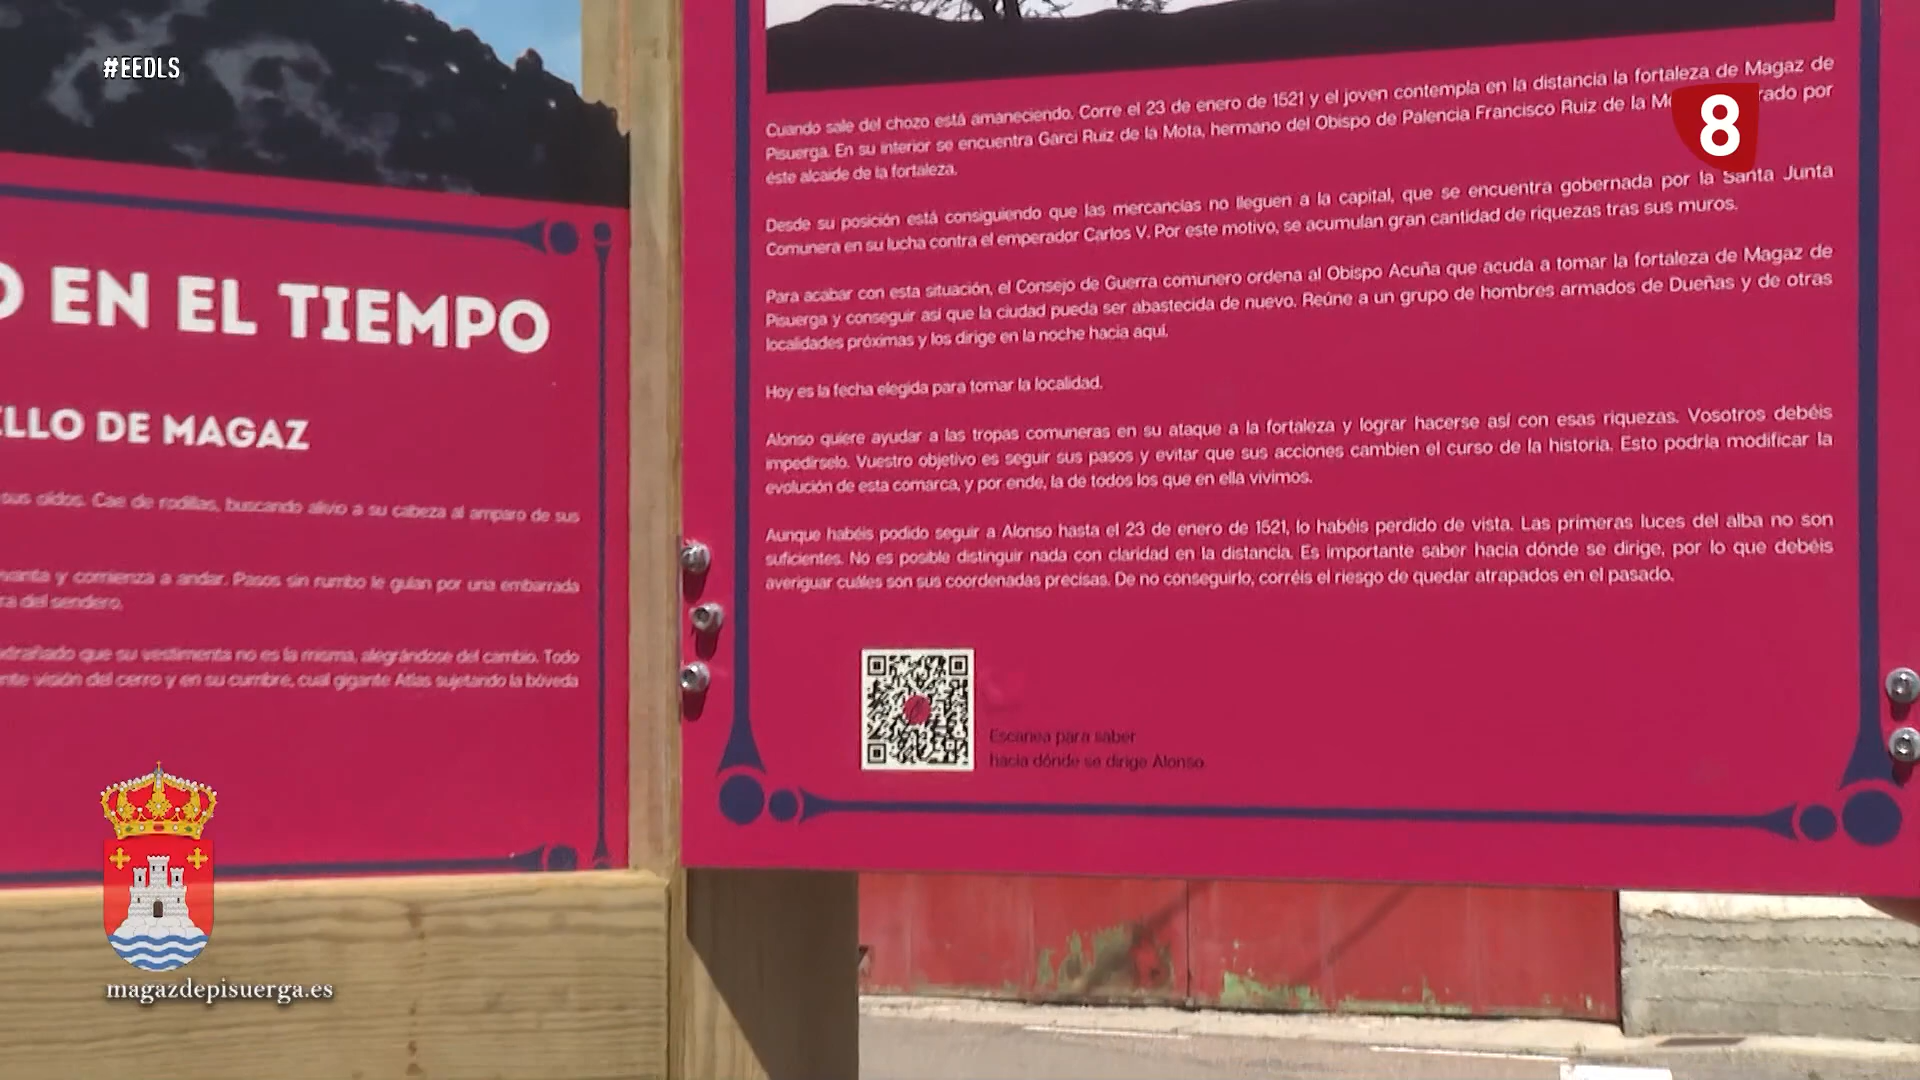 #EEDLS
8
EN EL TIEMPO
DE MAGAZ
sus oídos. Cae de rodillas, buscando alivio a su cabeza al amparo de sus
y comienza a andar. Pasos sin rumbo le guían por una embarrada
del sendero.
que su vestimenta no es la misma, alegrándose del cambio. Todo
visión del cerro y en su cumbre, cual gigante Atlas sujetando la bóveda
Cuando sale del chozo está amaneciendo. Corre el 23 de enero de 1521 y el joven contempla en la distancia la fortaleza de Magaz de
Pisuerga. En su interior se encuentra Garci Ruiz de la Mota, hermano del Obispo de Palencia Francisco Ruiz de la por
éste alcaide de la fortaleza.
Desde su posición está consiguiendo que las mercancías no lleguen a la capital, que se encuentra gobernada por la Santa Junta
Comunera en su lucha contra el emperador Carlos V. Por este motivo, se acumulan gran cantidad de riquezas tras sus muros.
Para acabar con esta situación, el Consejo de Guerra comunero ordena al Obispo Acuña que acuda a tomar la fortaleza de Magaz de
Pisuerga y conseguir así que la ciudad pueda ser abastecida de nuevo. Reúne a un grupo de hombres armados de Dueñas y de otras
localidades próximas y los dirige en la noche hacia aquí.
Hoy es la fecha elegida para tomar la localidad.
Alonso quiere ayudar a las tropas comuneras en su ataque a la fortaleza y lograr hacerse así con esas riquezas. Vosotros debéis
impedírselo. Vuestro objetivo es seguir sus pasos y evitar que sus acciones cambien el curso de la historia. Esto podría modificar la
evolución de esta comarca, y por ende, la de todos los que en ella vivimos.
Aunque habéis podido seguir a Alonso hasta el 23 de enero de 1521, lo habéis perdido de vista. Las primeras luces del alba no son
suficientes. No es posible distinguir nada con claridad en la distancia. Es importante saber hacia dónde se dirige, por lo que debéis
averiguar cuáles son sus coordenadas precisas. De no conseguirlo, corréis el riesgo de quedar atrapados en el pasado.
Escanea para saber
hacia dónde se dirige Alonso.
magazdepisuerga.es